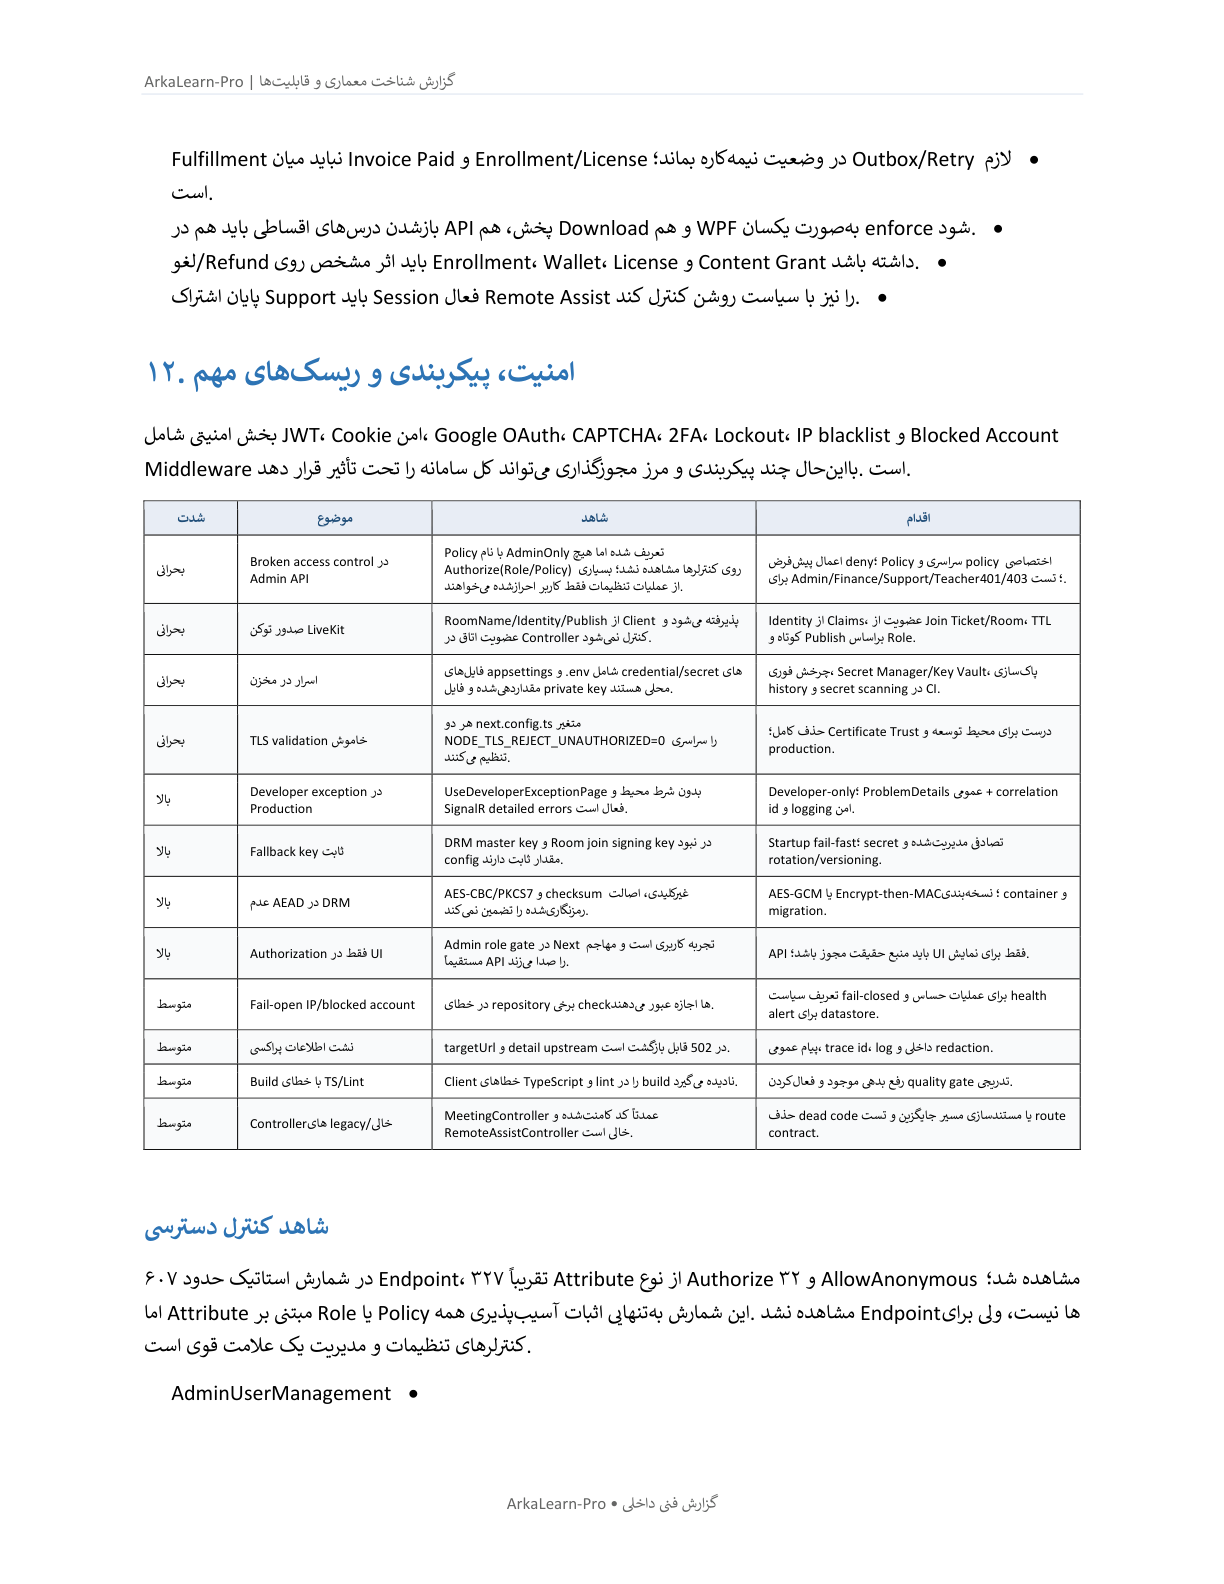 گزارش شناخت معماری و قابلیت‌ها | ArkaLearn-Pro
• Fulfillment نباید میان Invoice Paid و Enrollment/License در وضعیت نیمه‌کاره بماند؛ Outbox/Retry لازم
است.
• بازشدن درس‌های اقساطی باید هم در API پخش، هم Download و هم WPF به‌صورت یکسان enforce شود.
• لغو/Refund باید اثر مشخص روی Enrollment، Wallet، License و Content Grant داشته باشد.
• پایان اشتراک Support باید Session فعال Remote Assist را نیز با سیاست روشن کنترل کند.
۱۲. امنیت، پیکربندی و ریسک‌های مهم
بخش امنیتی شامل JWT، Cookie امن، Google OAuth، CAPTCHA، 2FA، Lockout، IP blacklist و Blocked Account
Middleware است. بااین‌حال چند پیکربندی و مرز مجوزگذاری می‌تواند کل سامانه را تحت تأثیر قرار دهد.
شدت
موضوع
شاهد
اقدام
بحرانی
Broken access control در
Admin API
Policy با نام AdminOnly تعریف شده اما هیچ
Authorize(Role/Policy) روی کنترلرها مشاهده نشد؛ بسیاری
از عملیات تنظیمات فقط کاربر احرازشده می‌خواهند.
اعمال پیش‌فرض deny؛ Policy سراسری و policy اختصاصی
برای Admin/Finance/Support/Teacher؛ تست 401/403.
بحرانی
صدور توکن LiveKit
RoomName/Identity/Publish از Client پذیرفته می‌شود و
عضویت اتاق در Controller کنترل نمی‌شود.
Identity از Claims، عضویت از Join Ticket/Room، TTL
کوتاه و Publish براساس Role.
بحرانی
اسرار در مخزن
فایل‌های appsettings و .env شامل credential/secret های
مقداردهی‌شده و فایل private key محلی هستند.
چرخش فوری، Secret Manager/Key Vault، پاک‌سازی
history و secret scanning در CI.
بحرانی
TLS validation خاموش
هر دو next.config.ts متغیر
NODE_TLS_REJECT_UNAUTHORIZED=0 را سراسری
تنظیم می‌کنند.
حذف کامل؛ Certificate Trust درست برای محیط توسعه و
production.
بالا
Developer exception در
Production
UseDeveloperExceptionPage بدون شرط محیط و
SignalR detailed errors فعال است.
Developer-only؛ ProblemDetails عمومی + correlation
id و logging امن.
بالا
Fallback key ثابت
DRM master key و Room join signing key در نبود
config مقدار ثابت دارند.
Startup fail-fast؛ secret تصادفی مدیریت‌شده و
rotation/versioning.
بالا
عدم AEAD در DRM
AES-CBC/PKCS7 و checksum غیرکلیدی، اصالت
رمزنگاری‌شده را تضمین نمی‌کند.
AES-GCM یا Encrypt-then-MAC؛ نسخه‌بندی container و
migration.
بالا
Authorization فقط در UI
Admin role gate در Next تجربه کاربری است و مهاجم
مستقیماً API را صدا می‌زند.
API باید منبع حقیقت مجوز باشد؛ UI فقط برای نمایش.
متوسط
Fail-open IP/blocked account
در خطای repository برخی checkها اجازه عبور می‌دهند.
تعریف سیاست fail-closed برای عملیات حساس و health
alert برای datastore.
متوسط
نشت اطلاعات پراکسی
targetUrl و detail upstream در 502 قابل بازگشت است.
پیام عمومی، trace id، log داخلی و redaction.
متوسط
Build با خطای TS/Lint
Client خطاهای TypeScript و lint را در build نادیده می‌گیرد.
رفع بدهی موجود و فعال‌کردن quality gate تدریجی.
متوسط
Controllerهای legacy/خالی
MeetingController عمدتاً کد کامنت‌شده و
RemoteAssistController خالی است.
حذف dead code یا مستندسازی مسیر جایگزین و تست route
contract.
شاهد کنترل دسترسی
در شمارش استاتیک حدود ۶۰۷ Endpoint، تقریباً ۳۲۷ Attribute از نوع Authorize و ۳۲ AllowAnonymous مشاهده شد؛
اما Attribute مبتنی بر Role یا Policy مشاهده نشد. این شمارش به‌تنهایی اثبات آسیب‌پذیری همه Endpointها نیست، ولی برای
کنترلرهای تنظیمات و مدیریت یک علامت قوی است.
• AdminUserManagement
گزارش فنی داخلی • ArkaLearn-Pro